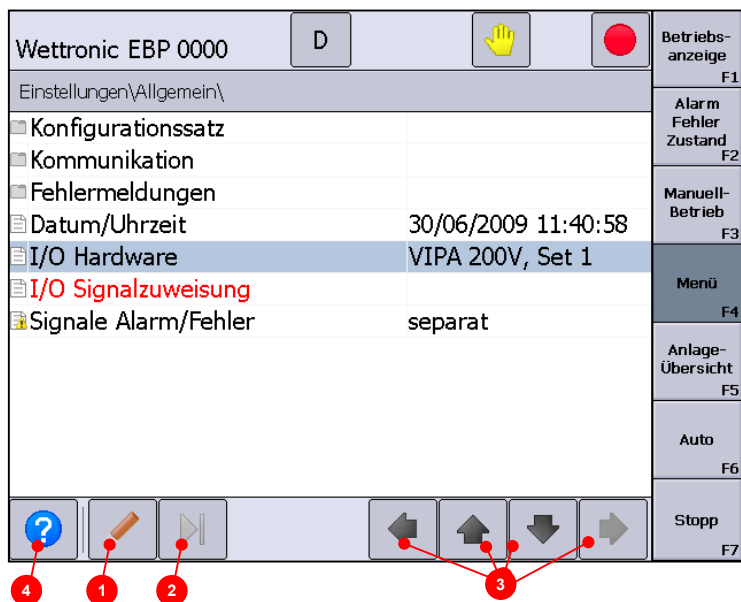 Wettronic EBP 0000
D
Einstellungen\Allgemein\
Konfigurationssatz
Kommunikation
Fehlermeldungen
Datum/Uhrzeit 30/06/2009 11:40:58
I/O Hardware VIPA 200V, Set 1
I/O Signalzuweisung
Signale Alarm/Fehler separat
Betriebs-
anzeige
F1
Alarm
Fehler
Zustand
F2
Manuell-
Betrieb
F3
Menü
F4
Anlage-
Übersicht
F5
Auto
F6
Stopp
F7
?
4
1
2
3